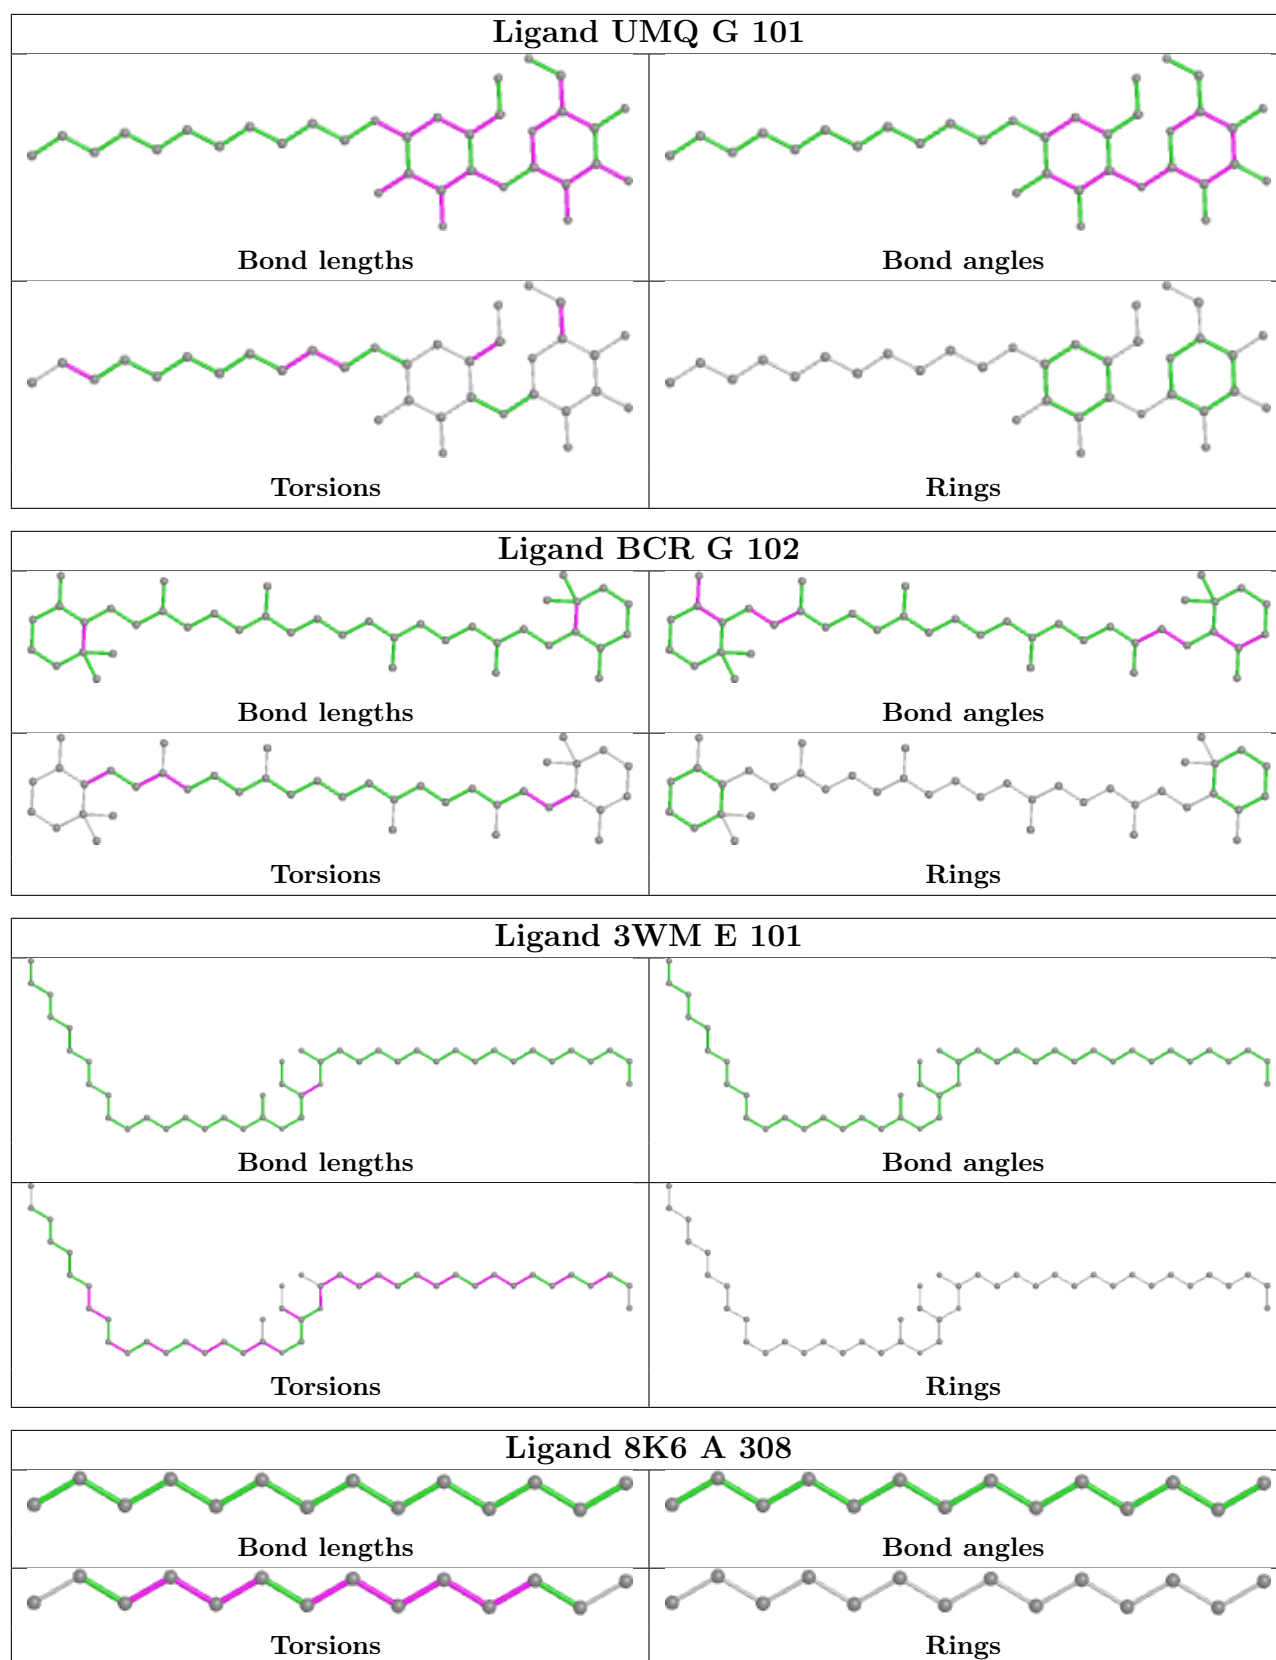 Ligand UMQ G 101
Bond lengths
Bond angles
Torsions
Rings
Ligand BCR G 102
Bond lengths
Bond angles
Torsions
Rings
Ligand 3WM E 101
Bond lengths
Bond angles
Torsions
Rings
Ligand 8K6 A 308
Bond lengths
Bond angles
Torsions
Rings